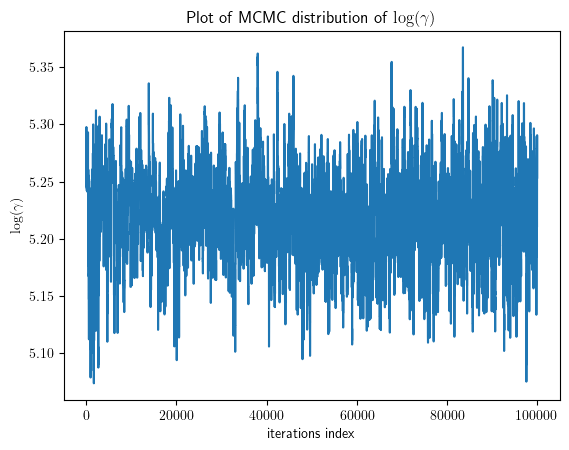 Plot of MCMC distribution of log(γ)
log(γ)
5.35
5.30
5.25
5.20
5.15
5.10
0 20000 40000 60000 80000 100000
iterations index